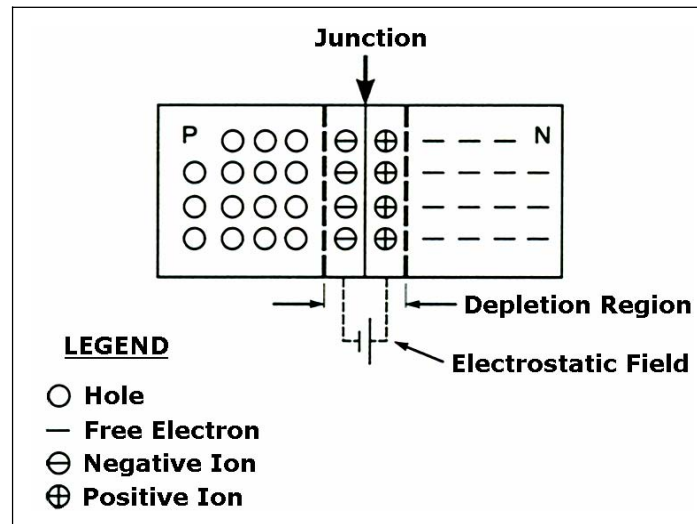 Junction
P
N
Depletion Region
Electrostatic Field
LEGEND
Hole
Free Electron
Negative Ion
Positive Ion